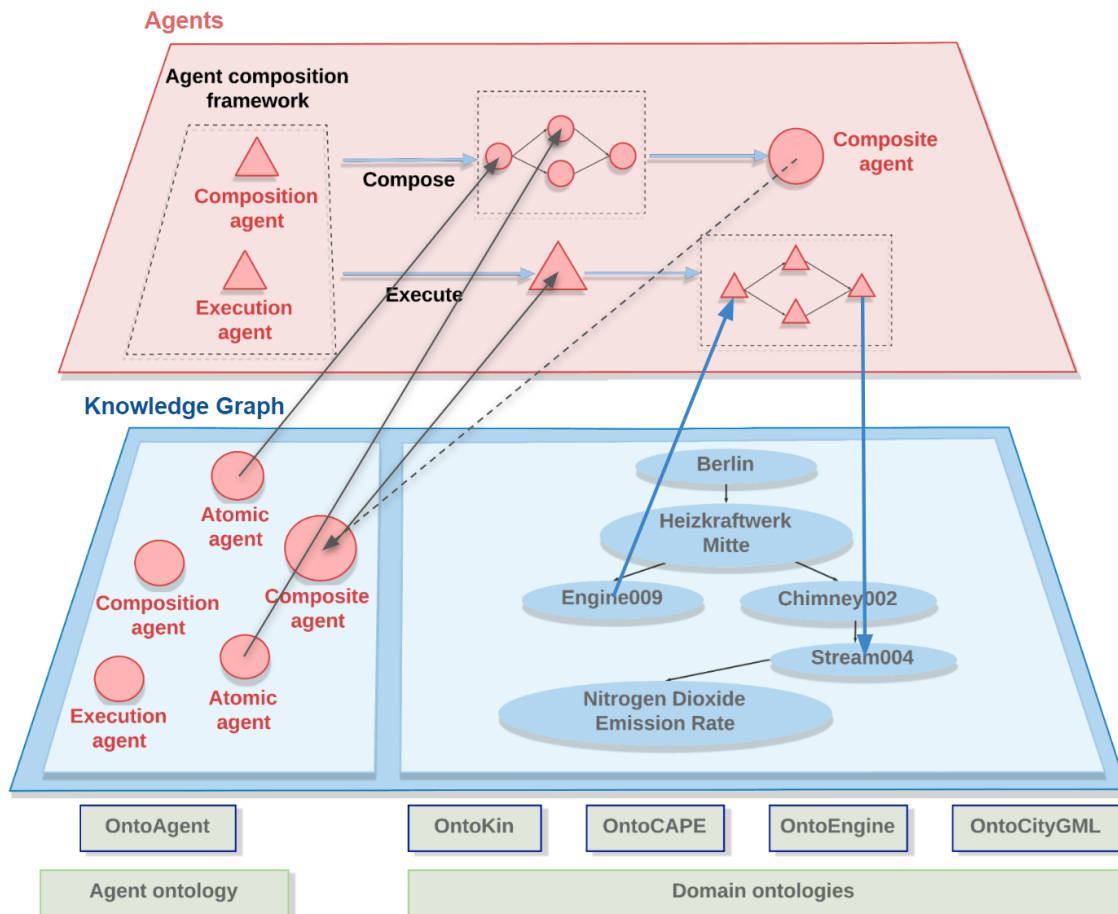 Agents
Agent composition
framework
Composition
agent
Compose
Composite
agent
Execution
agent
Execute
Knowledge Graph
Atomic
agent
Composition
agent
Composite
agent
Execution
agent
Atomic
agent
Berlin
Heizkraftwerk
Mitte
Engine009
Chimney002
Stream004
Nitrogen Dioxide
Emission Rate
OntoAgent
OntoKin
OntoCAPE
OntoEngine
OntoCityGML
Agent ontology
Domain ontologies